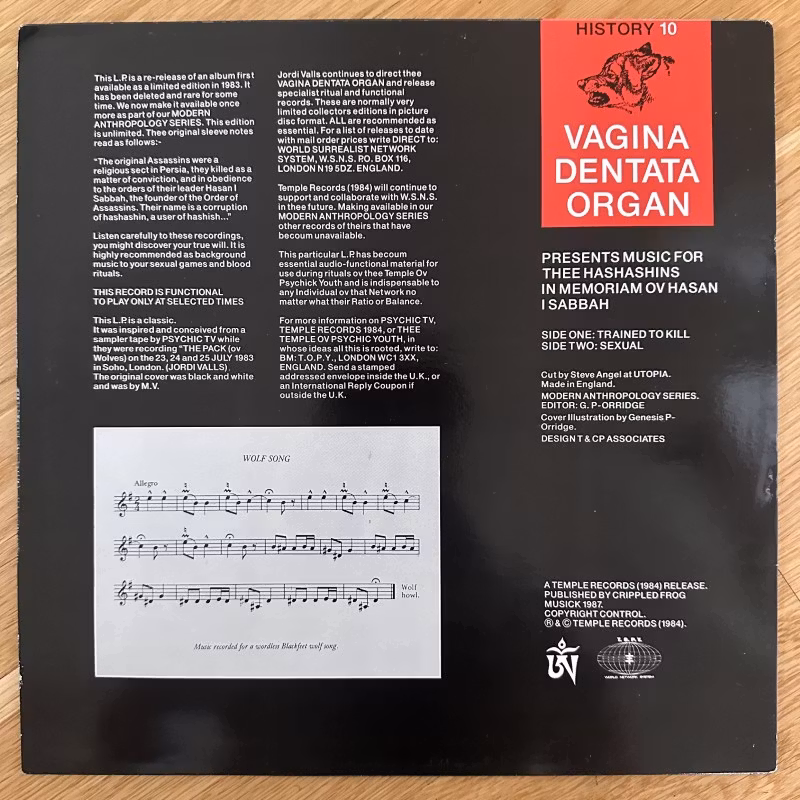 This L.P. is a re-release of an album first
available as a limited edition in 1983. It
has been deleted and rare for some
time. We now make it available once
more as part of our MODERN
ANTHROPOLOGY SERIES. This edition
is unlimited. Thee original sleeve notes
read as follows:-
"The original Assassins were a
religious sect in Persia, they killed as a
matter of conviction, and in obedience
to the orders of their leader Hasan I
Sabbah, the founder of the Order of
Assassins. Their name is a corruption
of hashashin, a user of hashish..."
Listen carefully to these recordings,
you might discover your true will. It is
highly recommended as background
music to your sexual games and blood
rituals.
THIS RECORD IS FUNCTIONAL
TO PLAY ONLY AT SELECTED TIMES
This L.P. is a classic.
It was inspired and conceived from a
sampler tape by PSYCHIC TV while
they were recording "THE PACK (ov
Wolves) on the 23, 24 and 25 JULY 1983
in Soho, London. (JORDI VALLS).
The original cover was black and white
and was by M.V.
Jordi Valls continues to direct thee
VAGINA DENTATA ORGAN and release
specialist ritual and functional
records. These are normally very
limited collectors editions in picture
disc format. ALL are recommended as
essential. For a list of releases to date
with mail order prices write DIRECT to:
WORLD SURREALIST NETWORK
SYSTEM, W.S.N.S. P.O. BOX 116,
LONDON N19 5DZ. ENGLAND.
Temple Records (1984) will continue to
support and collaborate with W.S.N.S.
in thee future. Making available in our
MODERN ANTHROPOLOGY SERIES
other records of theirs that have
becoum unavailable.
This particular L.P. has becoum
essential audio-functional material for
use during rituals ov thee Temple Ov
Psychick Youth and is indispensable to
any Individual ov that Network no
matter what their Ratio or Balance.
For more information on PSYCHIC TV,
TEMPLE RECORDS 1984, or THEE
TEMPLE OV PSYCHIC YOUTH, in
whose ideas all this is rooted, write to:
BM: T.O.P.Y., LONDON WC1 3XX,
ENGLAND. Send a stamped
addressed envelope inside the U.K., or
an International Reply Coupon if
outside the U.K.
HISTORY 10
VAGINA
DENTATA
ORGAN
PRESENTS MUSIC FOR
THEE HASHASHINS
IN MEMORIAM OV HASAN
I SABBAH
SIDE ONE: TRAINED TO KILL
SIDE TWO: SEXUAL
Cut by Steve Angel at UTOPIA.
Made in England.
MODERN ANTHROPOLOGY SERIES.
EDITOR: G. P-ORRIDGE
Cover Illustration by Genesis P-
Orridge.
DESIGN T & CP ASSOCIATES
WOLF SONG
Allegro
2
4
Wolf
howl.
Music recorded for a wordless Blackfeet wolf song.
A TEMPLE RECORDS (1984) RELEASE.
PUBLISHED BY CRIPPLED FROG
MUSICK 1987.
COPYRIGHT CONTROL.
℗ & © TEMPLE RECORDS (1984).
WORLD NETWORK SYSTEM